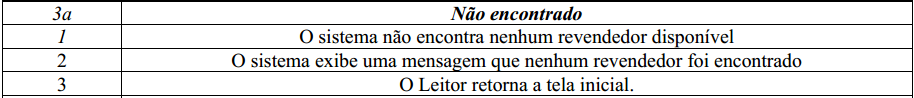 3a Não encontrado
1 O sistema não encontra nenhum revendedor disponível
2 O sistema exibe uma mensagem que nenhum revendedor foi encontrado
3 O Leitor retorna a tela inicial.